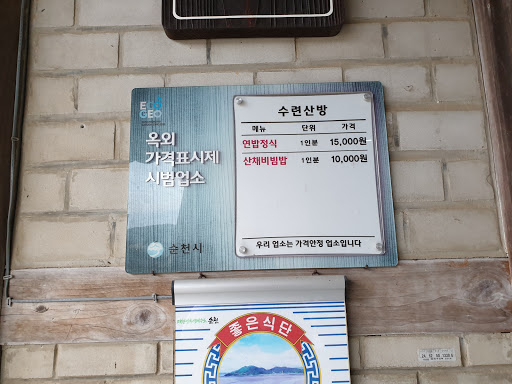 ECO
GEO
옥외
가격표시제
시범업소
순천시
수련산방
메뉴 단위 가격
연밥정식 1인분 15,000원
산채비빔밥 1인분 10,000원
우리 업소는 가격안정 업소입니다
순천
좋은식단